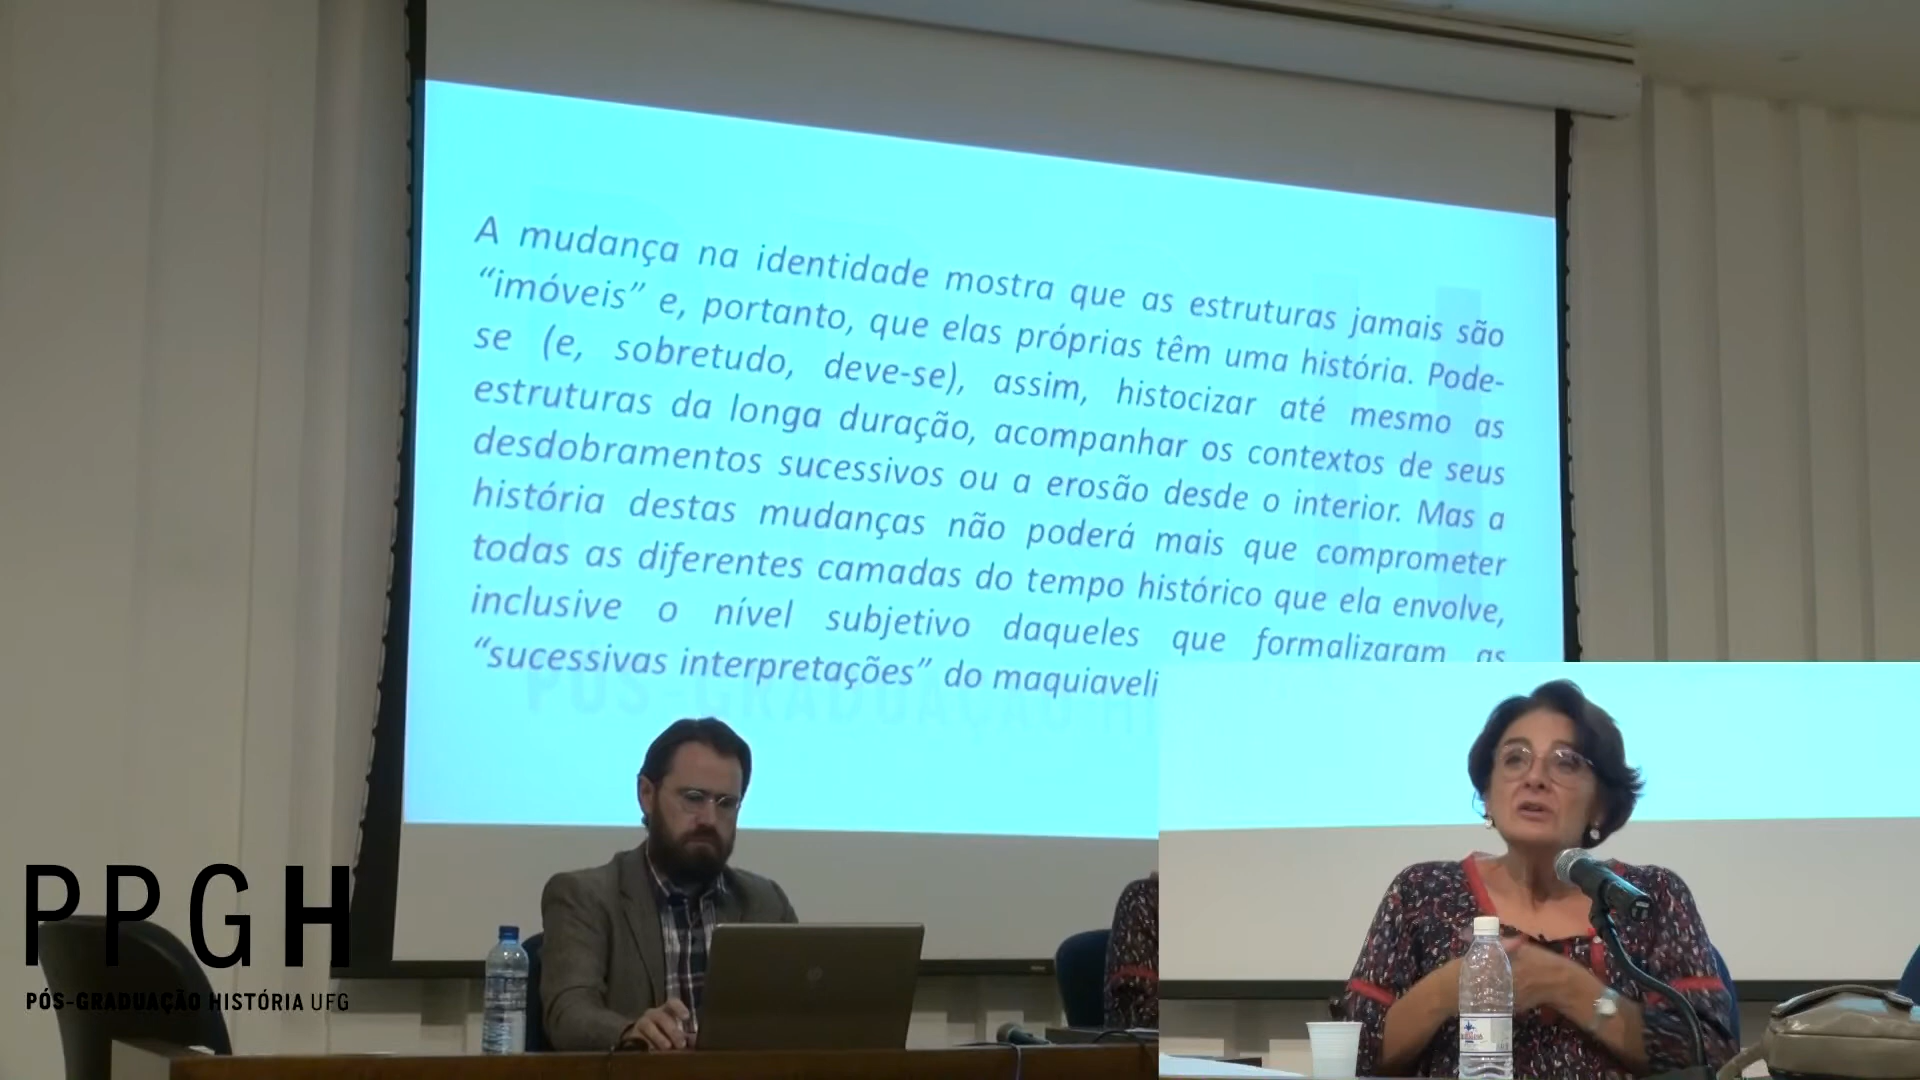 A mudança na identidade mostra que as estruturas jamais são
“imóveis” e, portanto, que elas próprias têm uma história. Pode-
se (e, sobretudo, deve-se), assim, histocizar até mesmo as
estruturas da longa duração, acompanhar os contextos de seus
desdobramentos sucessivos ou a erosão desde o interior. Mas a
história destas mudanças não poderá mais que comprometer
todas as diferentes camadas do tempo histórico que ela envolve,
inclusive o nível subjetivo daqueles que formalizaram as
“sucessivas interpretações” do maquiaveli
PPGH
PÓS-GRADUAÇÃO HISTÓRIA UFG